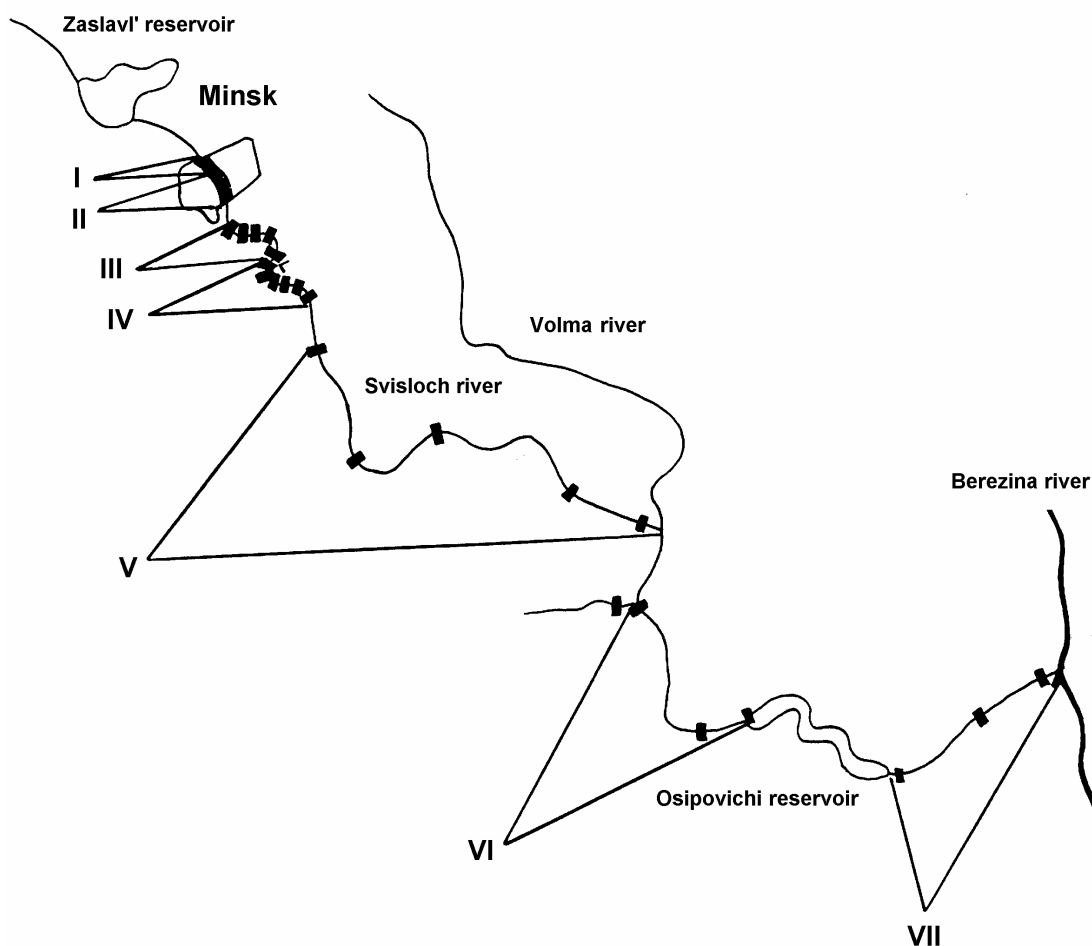 Zaslavl' reservoir
Minsk
I
II
III
IV
Volma river
Svisloch river
Berezina river
V
Osipovichi reservoir
VI
VII